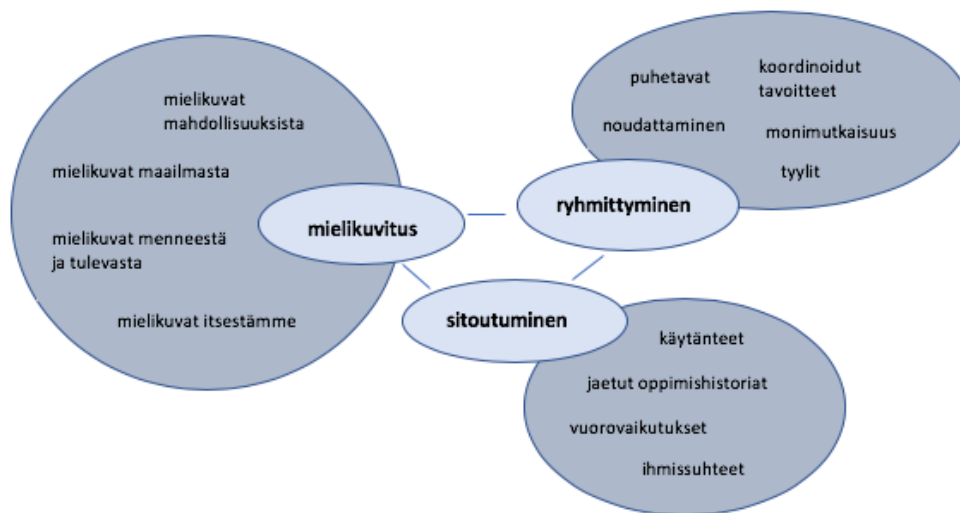 mielikuvat
mahdollisuuksista
mielikuvat maailmasta
mielikuvat menneestä
ja tulevasta
mielikuvat itsestämme
mielikuvitus
puhetavat
koordinoidut
tavoitteet
noudattaminen
monimutkaisuus
tyylit
ryhmittyminen
sitoutuminen
käytänteet
jaetut oppimishistoriat
vuorovaikutukset
ihmissuhteet